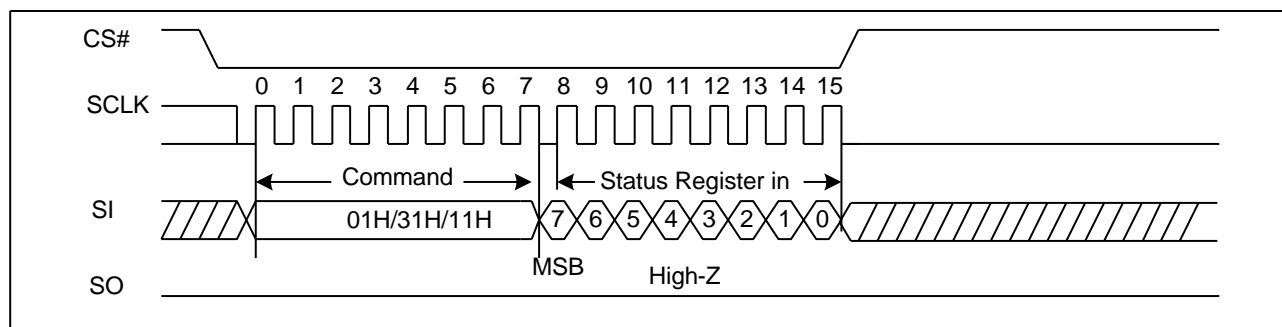 CS#
0 1 2 3 4 5 6 7 8 9 10 11 12 13 14 15
SCLK
Command Status Register in
SI 01H/31H/11H 7 6 5 4 3 2 1 0
MSB High-Z
SO